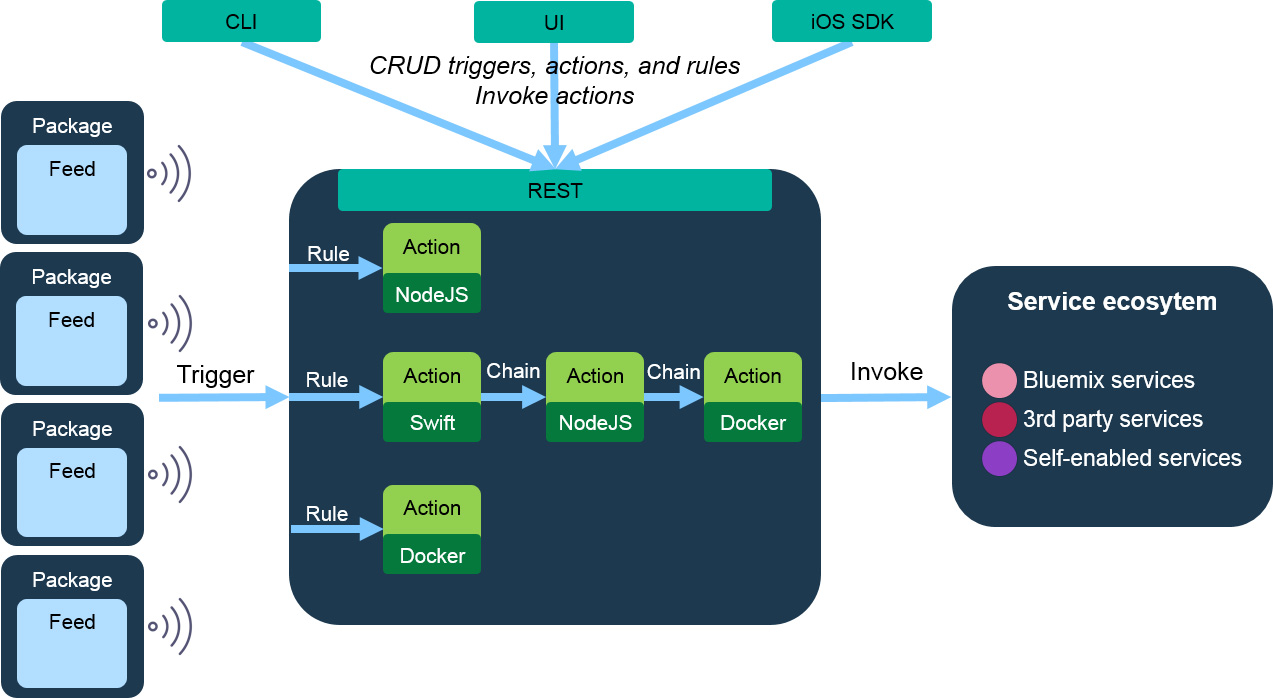 CLI
UI
iOS SDK
CRUD triggers, actions, and rules
Invoke actions
Package
Feed
Package
Feed
Package
Feed
Package
Feed
Trigger
REST
Rule
Action
NodeJS
Rule
Action
Swift
Chain
Action
NodeJS
Chain
Action
Docker
Rule
Action
Docker
Invoke
Service ecosytem
Bluemix services
3rd party services
Self-enabled services